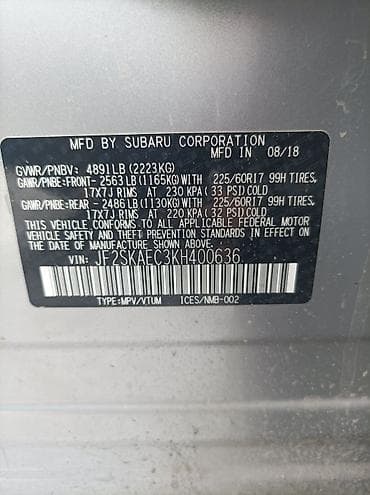 MFD BY SUBARU CORPORATION
MFD IN 08/18
GVWR/PNBV: 4891LB (2223KG)
GAWR/PNBE:FRONT- 2563LB(1165KG)WITH 225/60R17 99H TIRES,
17X7J RIMS AT 230 KPA( 33 PSI)COLD
GAWR/PNBE:REAR - 2486LB(1130KG)WITH 225/60R17 99H TIRES,
17X7J RIMS AT 220 KPA( 32 PSI)COLD
THIS VEHICLE CONFORMS TO ALL APPLICABLE FEDERAL MOTOR
VEHICLE SAFETY AND THEFT PREVENTION STANDARDS IN EFFECT ON THE
DATE OF MANUFACTURE SHOWN ABOVE.
VIN: JF2SKAEC3KH400636
TYPE:MPV/VTUM ICES/NMB-002